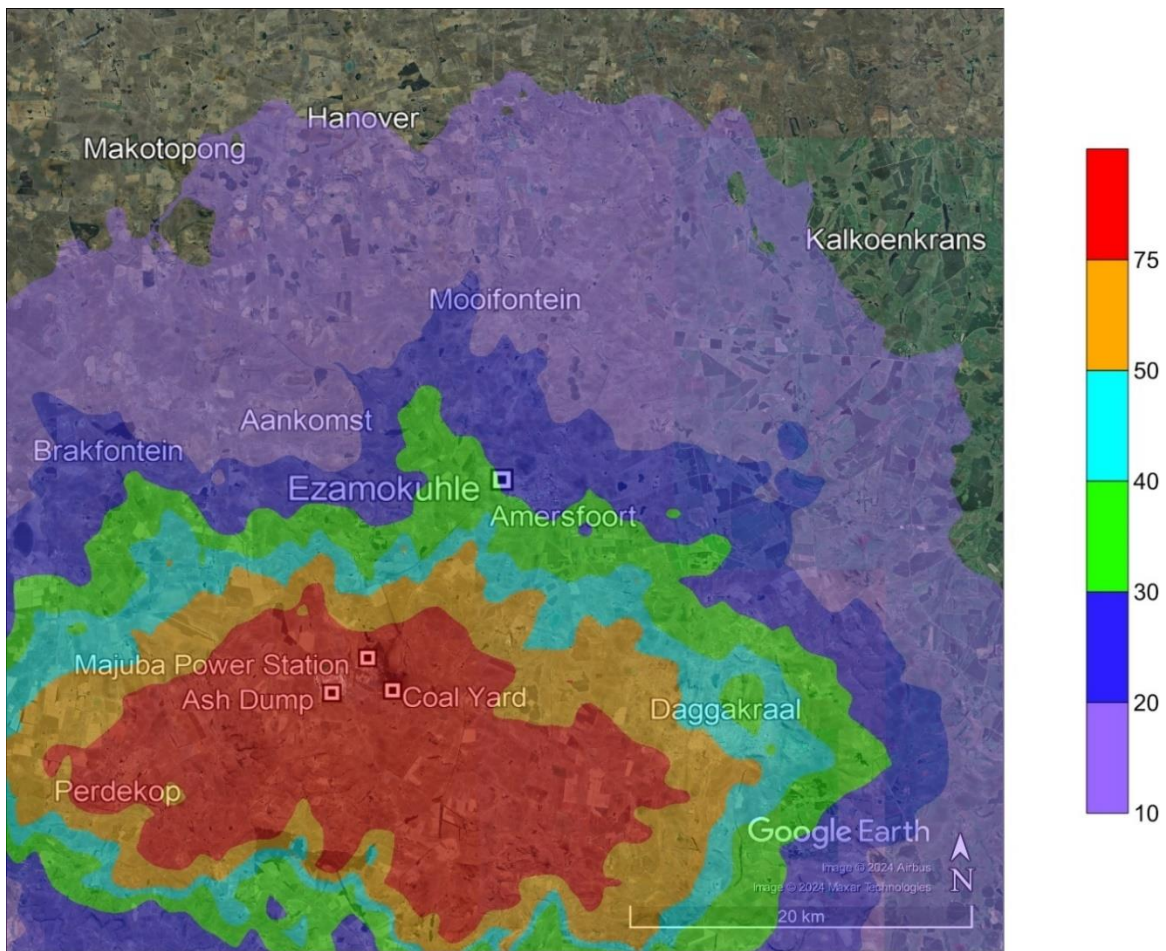 Hanover
Makotopong
Kalkoenkrans
Mooifontein
Aankomst
Brakfontein
Ezamokuhle
Amersfoort
Majuba Power Station
Ash Dump
Coal Yard
Daggakraal
Perdekop
Google Earth
Image © 2024 Airbus
Image © 2024 Maxar Technologies
N
20 km
75
50
40
30
20
10